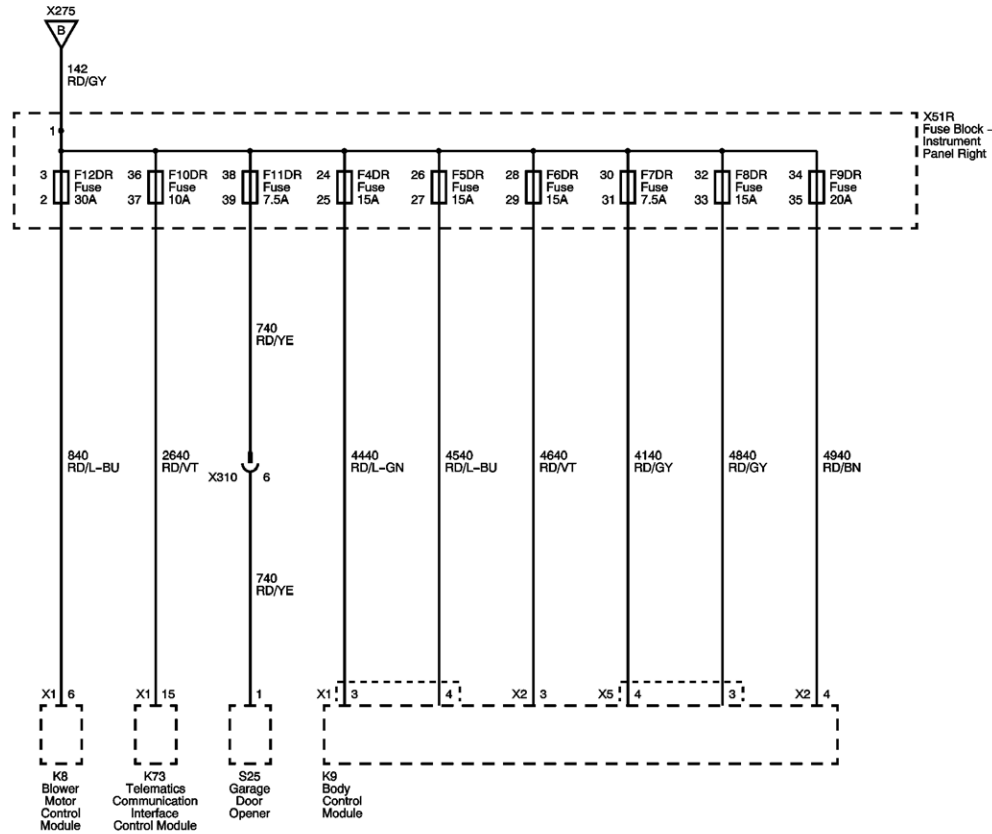 X275
B
142
RD/GY
X51R
Fuse Block –
Instrument
Panel Right
1
3 F12DR 36 F10DR 38 F11DR 24 F4DR 26 F5DR 28 F6DR 30 F7DR 32 F8DR 34 F9DR
Fuse Fuse Fuse Fuse Fuse Fuse Fuse Fuse Fuse
2 30A 37 10A 39 7.5A 25 15A 27 15A 29 15A 31 7.5A 33 15A 35 20A
740
RD/YE
840 2640 4440 4540 4640 4140 4840 4940
RD/L-BU RD/VT RD/L-GN RD/L-BU RD/VT RD/GY RD/GY RD/BN
X310 6
740
RD/YE
X1 6 X1 15 1 X1 3 4 X2 3 X5 4 3 X2 4
K8
Blower
Motor
Control
Module
K73
Telematics
Communication
Interface
Control Module
S25
Garage
Door
Opener
K9
Body
Control
Module